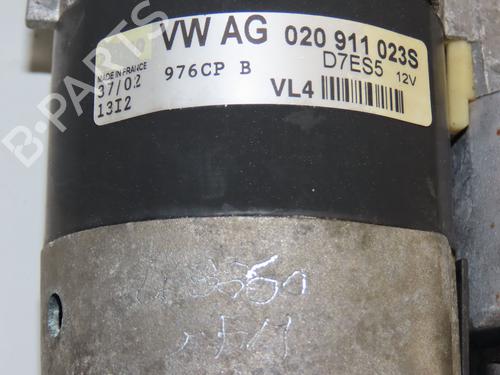 VW AG 020 911 023S
D7ES5 12V
MADE IN FRANCE
976CP B
37/02
13I2
VL4
B-PARTS